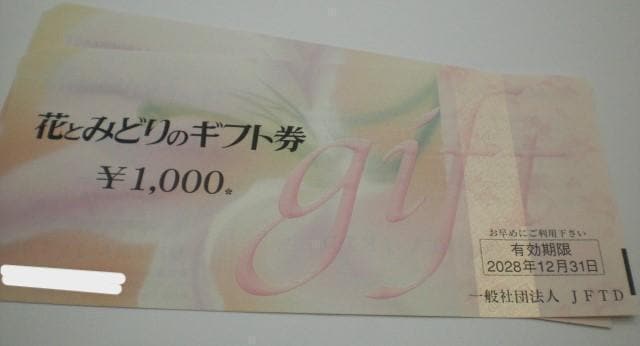 花とみどりのギフト券
¥1,000*
gift
お早めにご利用下さい
有効期限
2028年12月31日
一般社団法人 JFTD